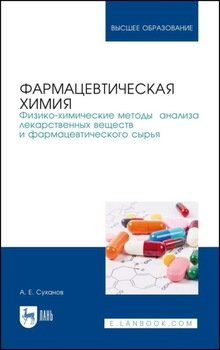 ВЫСШЕЕ ОБРАЗОВАНИЕ
ФАРМАЦЕВТИЧЕСКАЯ
ХИМИЯ
Физико-химические методы анализа
лекарственных веществ
и фармацевтического сырья
А. Е. Суханов
ЛАНЬ
E.LANBOOK.COM